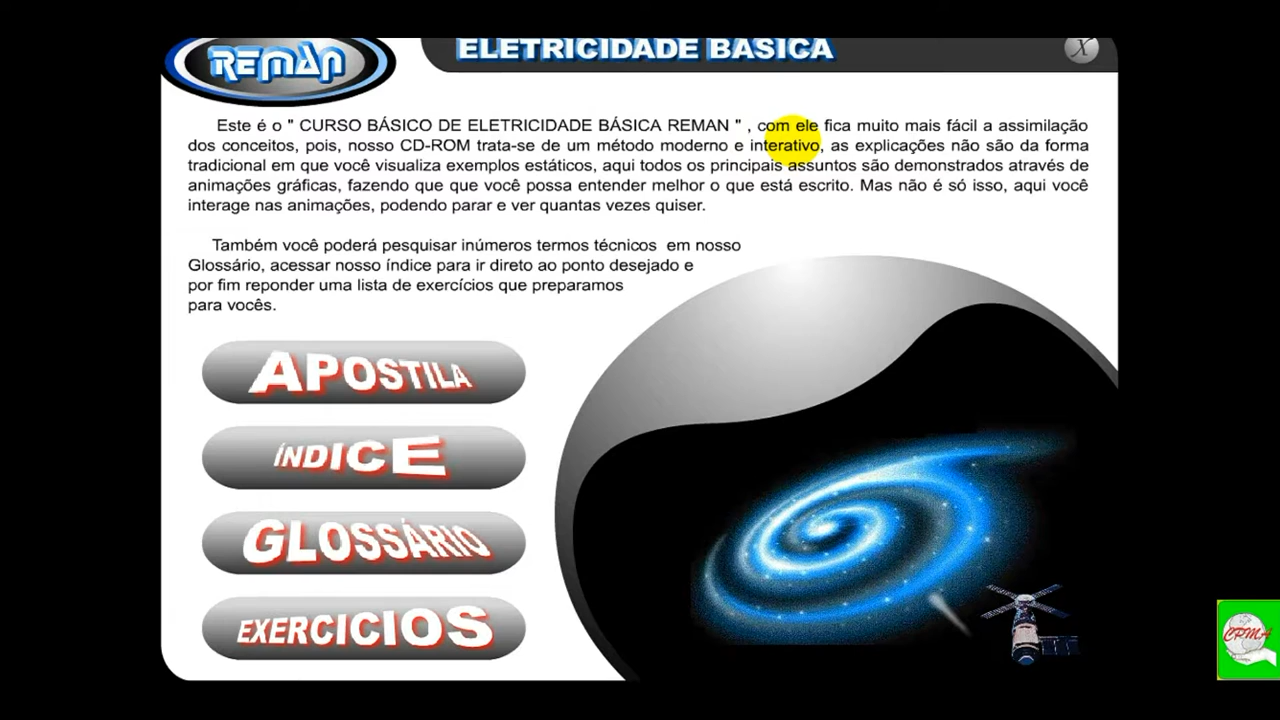 REMAN
ELETRICIDADE BÁSICA
X
Este é o " CURSO BÁSICO DE ELETRICIDADE BÁSICA REMAN " , com ele fica muito mais fácil a assimilação
dos conceitos, pois, nosso CD-ROM trata-se de um método moderno e interativo, as explicações não são da forma
tradicional em que você visualiza exemplos estáticos, aqui todos os principais assuntos são demonstrados através de
animações gráficas, fazendo que que você possa entender melhor o que está escrito. Mas não é só isso, aqui você
interage nas animações, podendo parar e ver quantas vezes quiser.
Também você poderá pesquisar inúmeros termos técnicos em nosso
Glossário, acessar nosso índice para ir direto ao ponto desejado e
por fim reponder uma lista de exercícios que preparamos
para vocês.
APOSTILA
ÍNDICE
GLOSSÁRIO
EXERCICIOS
CPMA